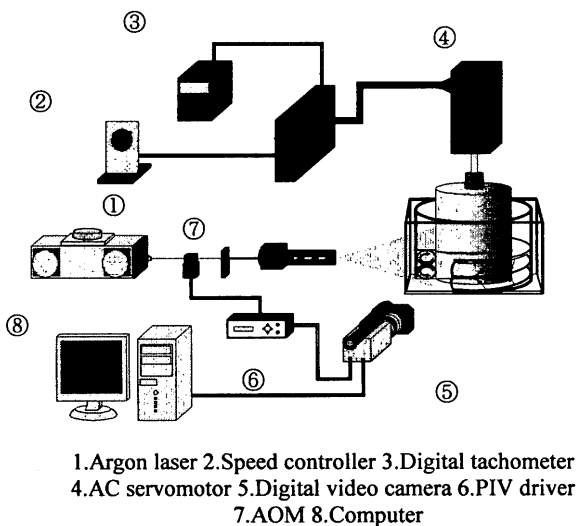 ③
④
②
①
⑦
⑧
⑥
⑤
1.Argon laser 2.Speed controller 3.Digital tachometer
4.AC servomotor 5.Digital video camera 6.PIV driver
7.AOM 8.Computer